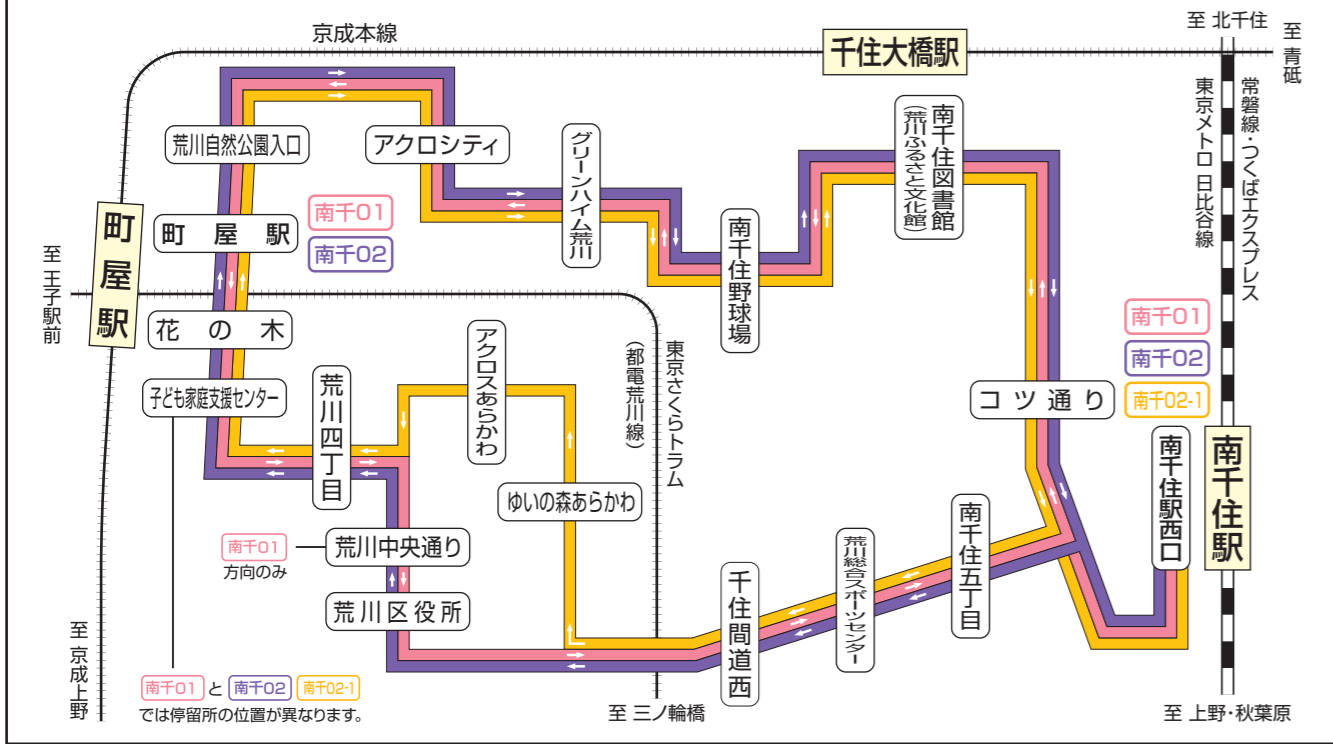 京成本線
千住大橋駅
至 北千住
至 青砥
常磐線・つくばエクスプレス
東京メトロ 日比谷線
荒川自然公園入口
アクロシティ
グリーンハイム荒川
南千住図書館
(荒川ふるさと文化館)
町屋駅
町屋駅
南千01
南千02
南千住野球場
至 王子駅前
花の木
子ども家庭支援センター
荒川四丁目
アクロスあらかわ
東京さくらトラム
(都電荒川線)
南千01
南千02
南千02-1
コツ通り
南千住駅西口
南千住駅
ゆいの森あらかわ
南千01
方向のみ
荒川中央通り
荒川区役所
千住間道西
荒川総合スポーツセンター
南千住五丁目
至 京成上野
南千01 と 南千02 南千02-1
では停留所の位置が異なります。
至 三ノ輪橋
至 上野・秋葉原